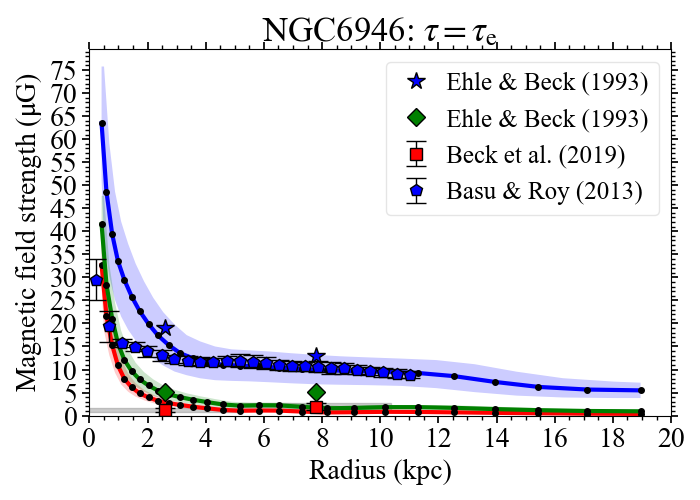 NGC6946: τ = τe
Magnetic field strength (μG)
75
70
65
60
55
50
45
40
35
30
25
20
15
10
5
0
Ehle & Beck (1993)
Ehle & Beck (1993)
Beck et al. (2019)
Basu & Roy (2013)
0 2 4 6 8 10 12 14 16 18 20
Radius (kpc)